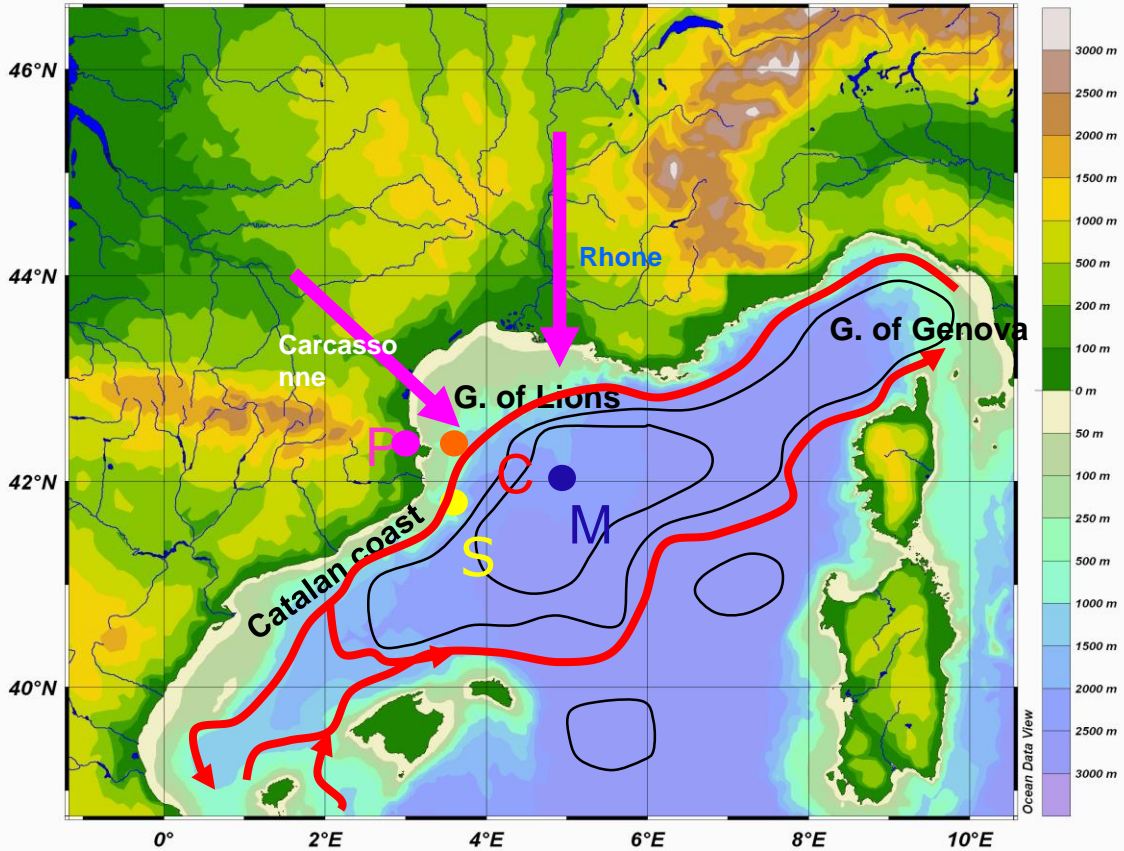 46°N
44°N
42°N
40°N
0°
2°E
4°E
6°E
8°E
10°E
Rhone
Carcasso
nne
G. of Lions
G. of Genova
P
C
M
S
Catalan coast
Ocean Data View
3000 m
2500 m
2000 m
1500 m
1000 m
500 m
200 m
100 m
0 m
50 m
100 m
250 m
500 m
1000 m
1500 m
2000 m
2500 m
3000 m